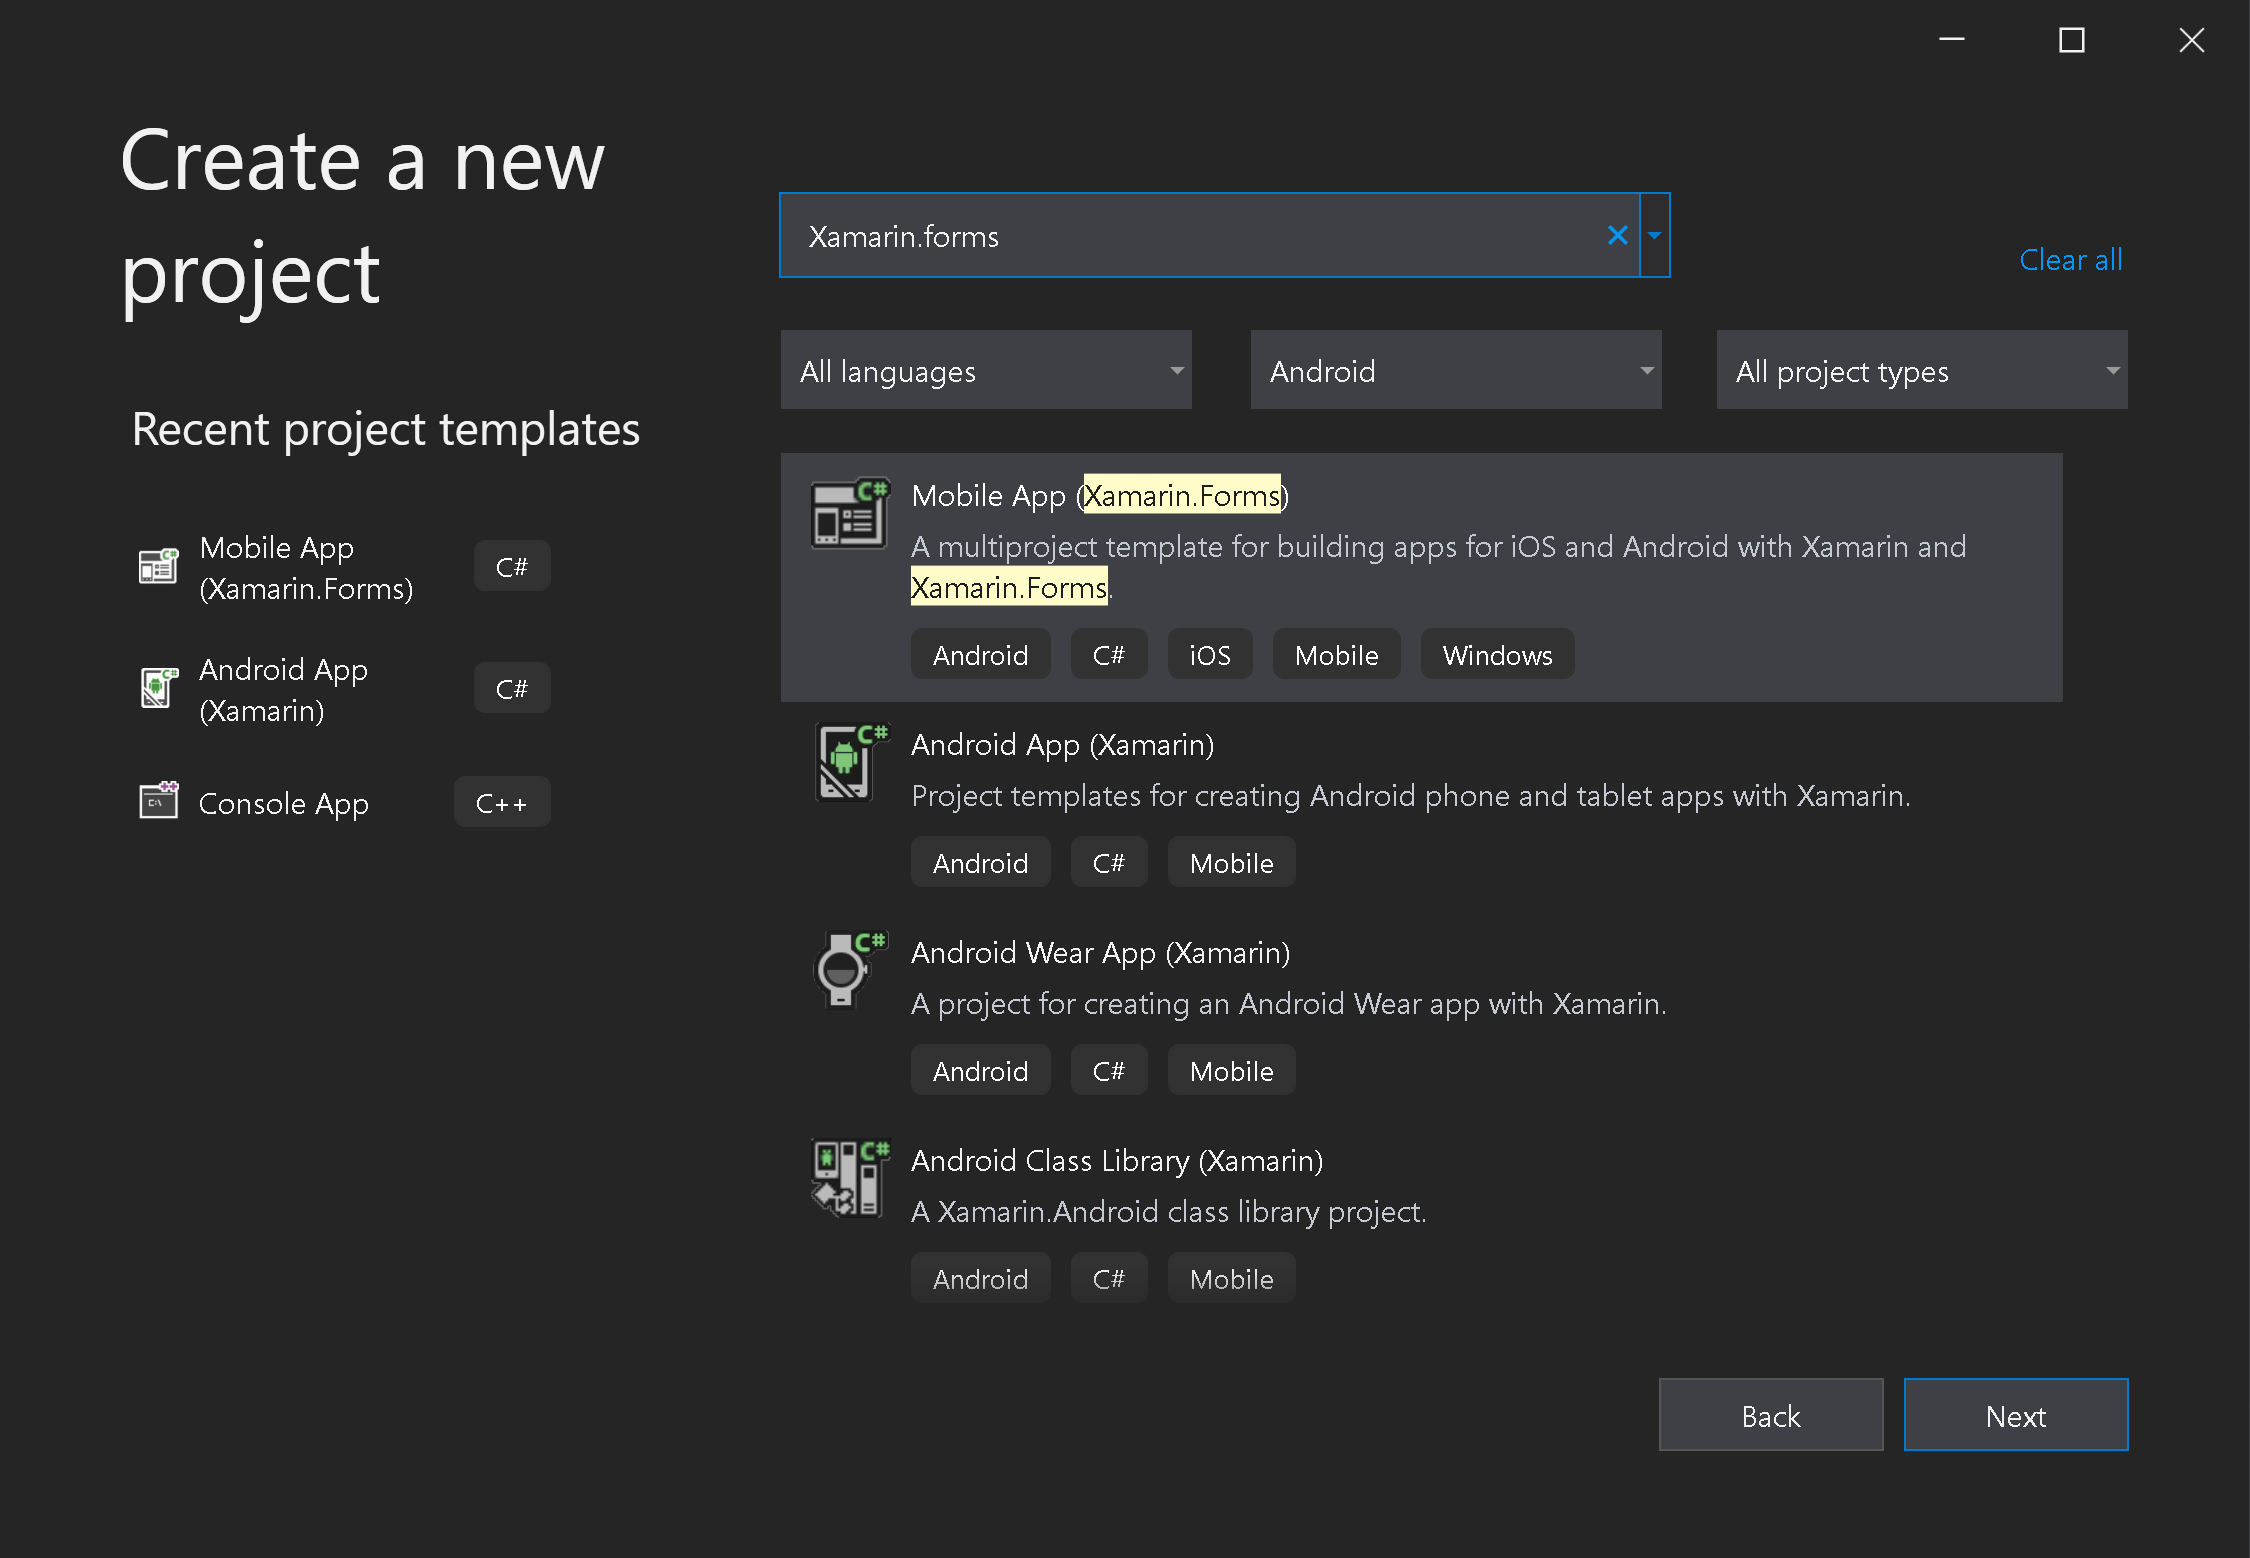 Create a new
project
Recent project templates
Mobile App
(Xamarin.Forms)
C#
Android App
(Xamarin)
C#
Console App
C++
Xamarin.forms
Clear all
All languages
Android
All project types
Mobile App (Xamarin.Forms)
A multiproject template for building apps for iOS and Android with Xamarin and
Xamarin.Forms.
Android C# iOS Mobile Windows
Android App (Xamarin)
Project templates for creating Android phone and tablet apps with Xamarin.
Android C# Mobile
Android Wear App (Xamarin)
A project for creating an Android Wear app with Xamarin.
Android C# Mobile
Android Class Library (Xamarin)
A Xamarin.Android class library project.
Android C# Mobile
Back
Next